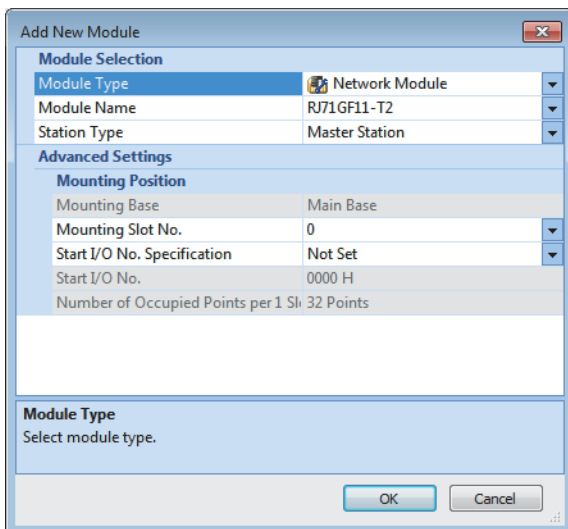 Add New Module
Module Selection
Module Type Network Module
Module Name RJ71GF11-T2
Station Type Master Station
Advanced Settings
Mounting Position
Mounting Base Main Base
Mounting Slot No. 0
Start I/O No. Specification Not Set
Start I/O No. 0000 H
Number of Occupied Points per 1 Sl 32 Points
Module Type
Select module type.
OK Cancel